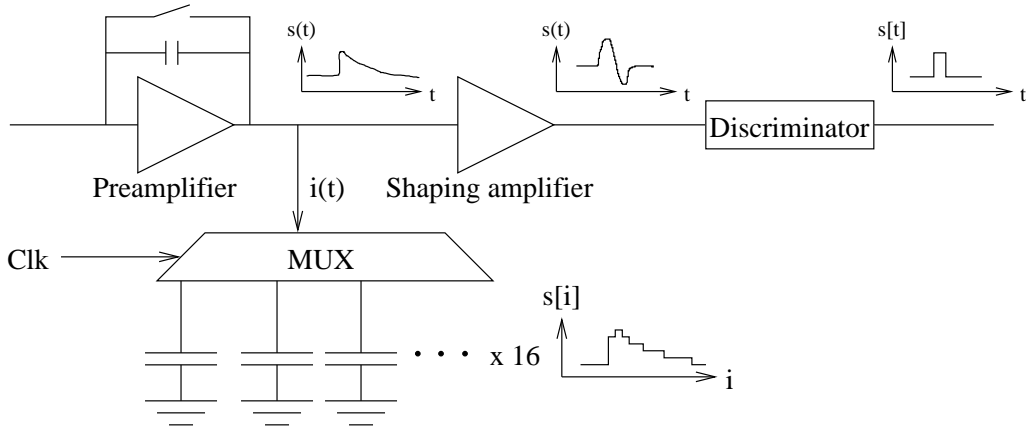 s(t)
t
s(t)
t
s[t]
t
Preamplifier
Shaping amplifier
Discriminator
i(t)
Clk
MUX
x 16
s[i]
i